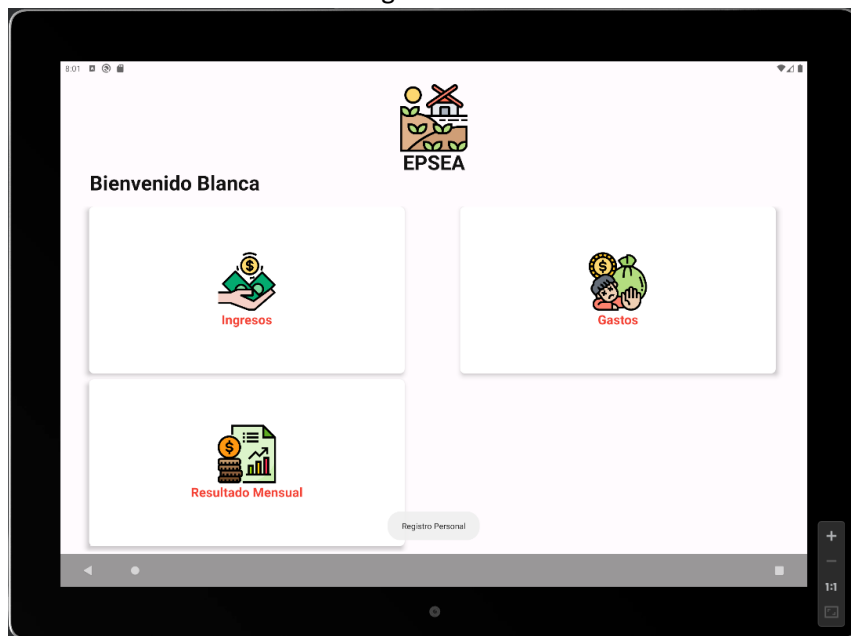 8:01
EPSEA
Bienvenido Blanca
Ingresos
Gastos
Resultado Mensual
Registro Personal
1:1